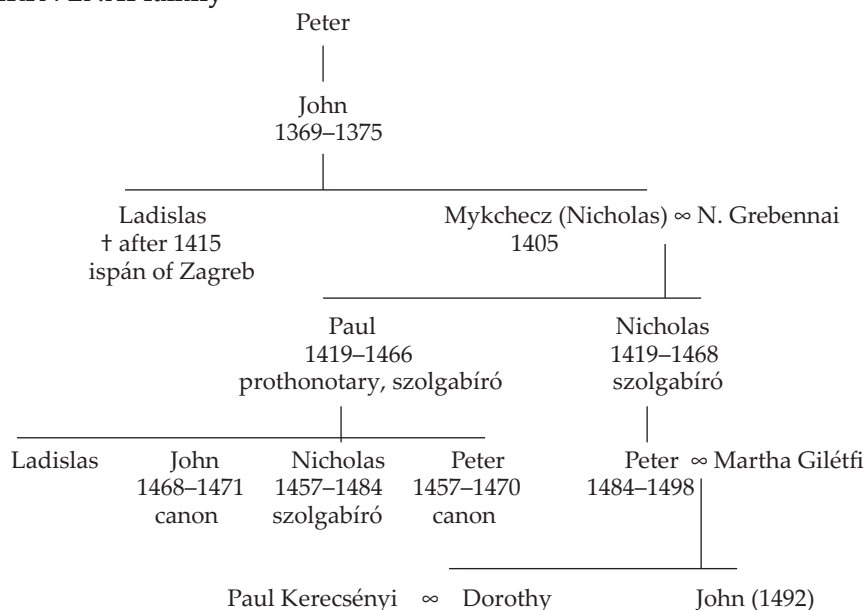 family
Peter
John
1369–1375
Ladislas
† after 1415
ispán of Zagreb
Mykchecz (Nicholas) ∞ N. Grebennai
1405
Paul
1419–1466
prothonotary, szolgabíró
Nicholas
1419–1468
szolgabíró
Ladislas
John
1468–1471
canon
Nicholas
1457–1484
szolgabíró
Peter
1457–1470
canon
Peter ∞ Martha Gilétfi
1484–1498
Paul Kerecsényi ∞ Dorothy
John (1492)